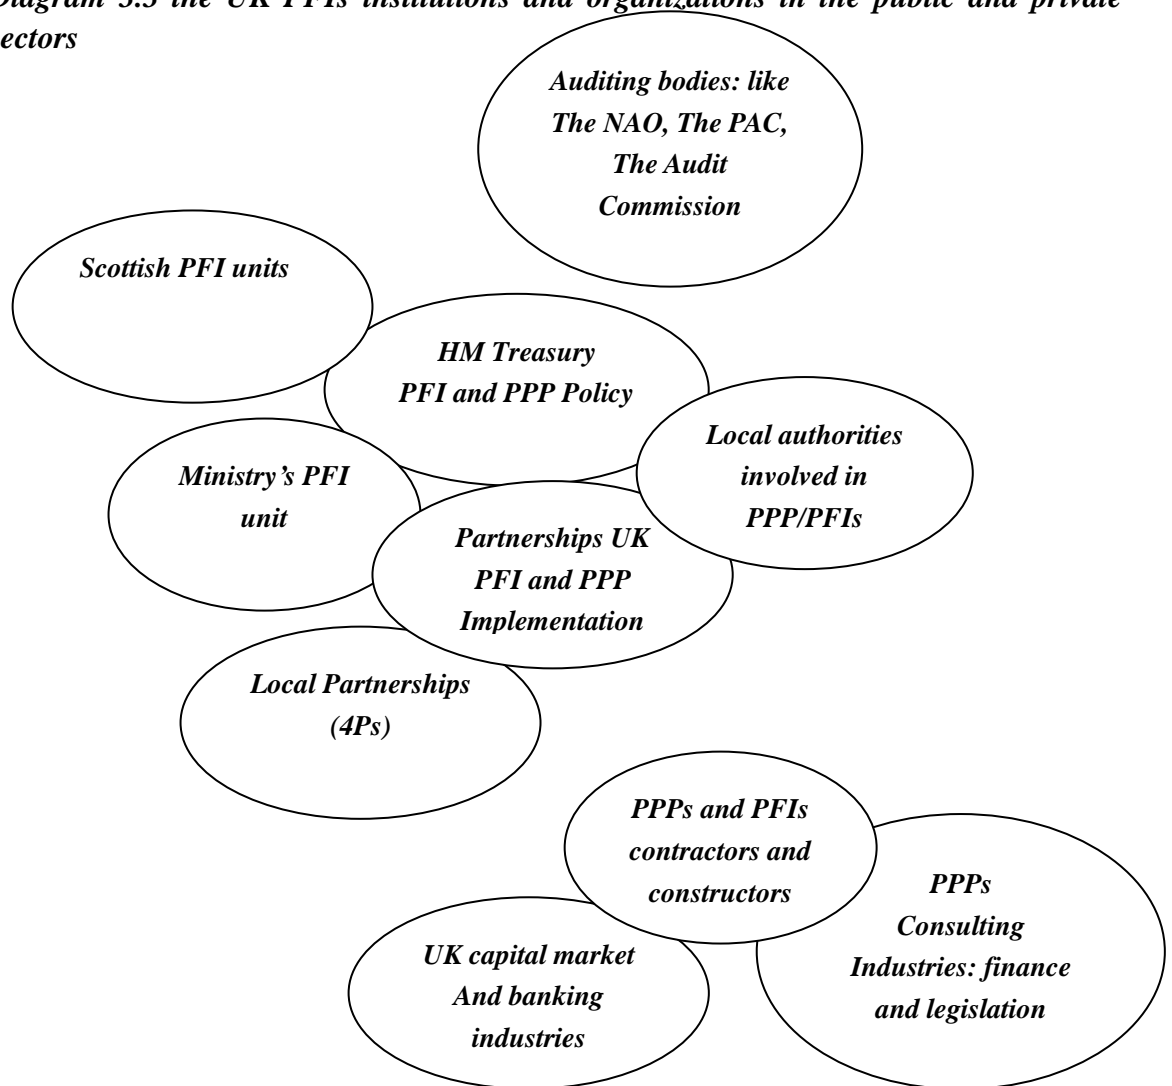 Diagram 3.3 the UK PFIs institutions and organizations in the public and private
ectors
Auditing bodies: like
The NAO, The PAC,
The Audit
Commission
Scottish PFI units
HM Treasury
PFI and PPP Policy
Local authorities
involved in
PPP/PFIs
Ministry’s PFI
unit
Partnerships UK
PFI and PPP
Implementation
Local Partnerships
(4Ps)
PPPs and PFIs
contractors and
constructors
PPPs
Consulting
Industries: finance
and legislation
UK capital market
And banking
industries